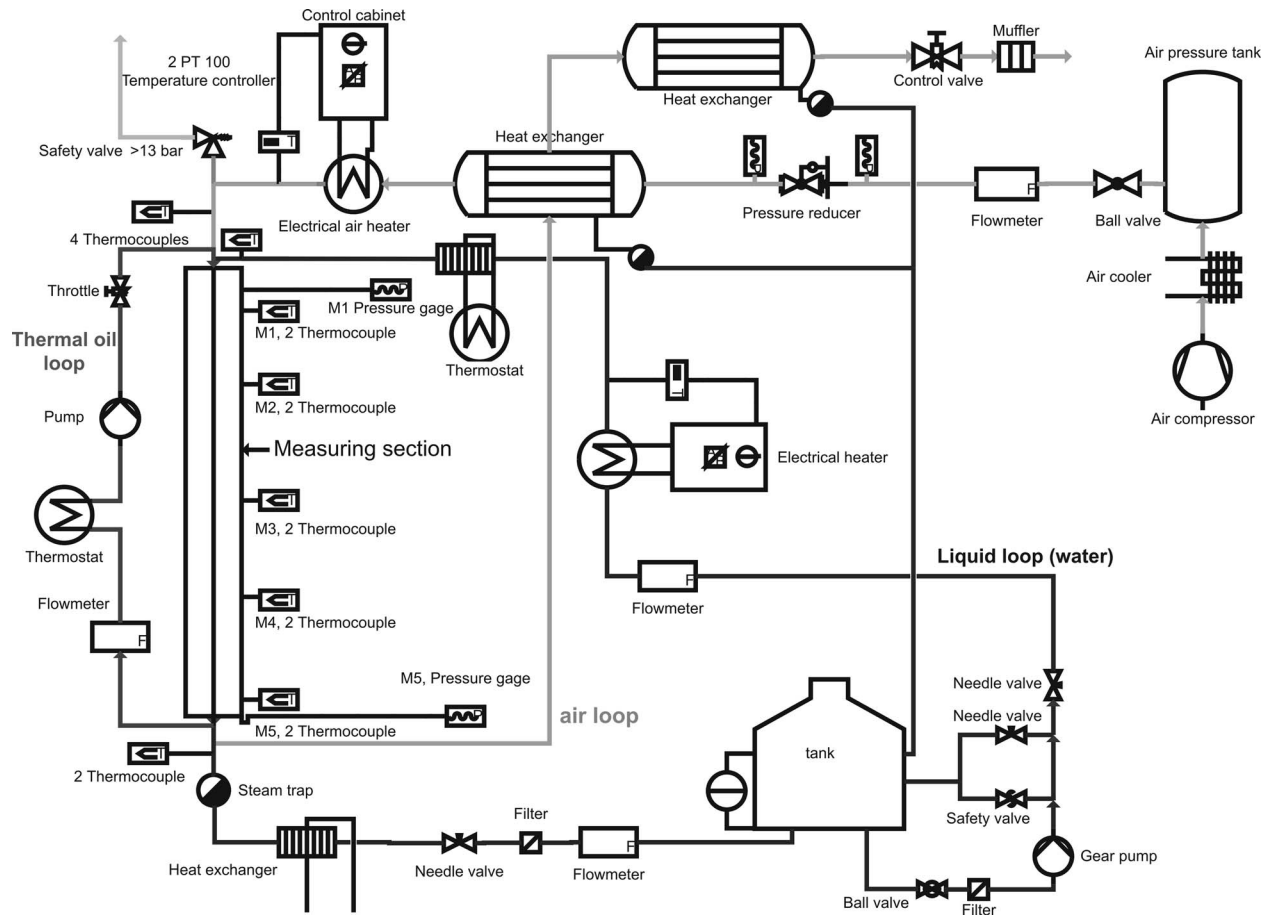 Control cabinet
2 PT 100
Temperature controller
T
Safety valve >13 bar
Heat exchanger
Control valve
Muffler
Air pressure tank
Heat exchanger
P
P
Electrical air heater
Pressure reducer
F
Flowmeter
Ball valve
T
4 Thermocouples
T
Air cooler
Throttle
P
M1 Pressure gage
T
M1, 2 Thermocouple
Thermal oil
loop
Thermostat
T
M2, 2 Thermocouple
T
Air compressor
Pump
Measuring section
Electrical heater
T
M3, 2 Thermocouple
Thermostat
Liquid loop (water)
F
Flowmeter
Flowmeter
F
T
M4, 2 Thermocouple
M5, Pressure gage
Needle valve
T
P
M5, 2 Thermocouple
air loop
Needle valve
T
2 Thermocouple
tank
Steam trap
Safety valve
Filter
Heat exchanger
Needle valve
F
Flowmeter
Gear pump
Ball valve
Filter